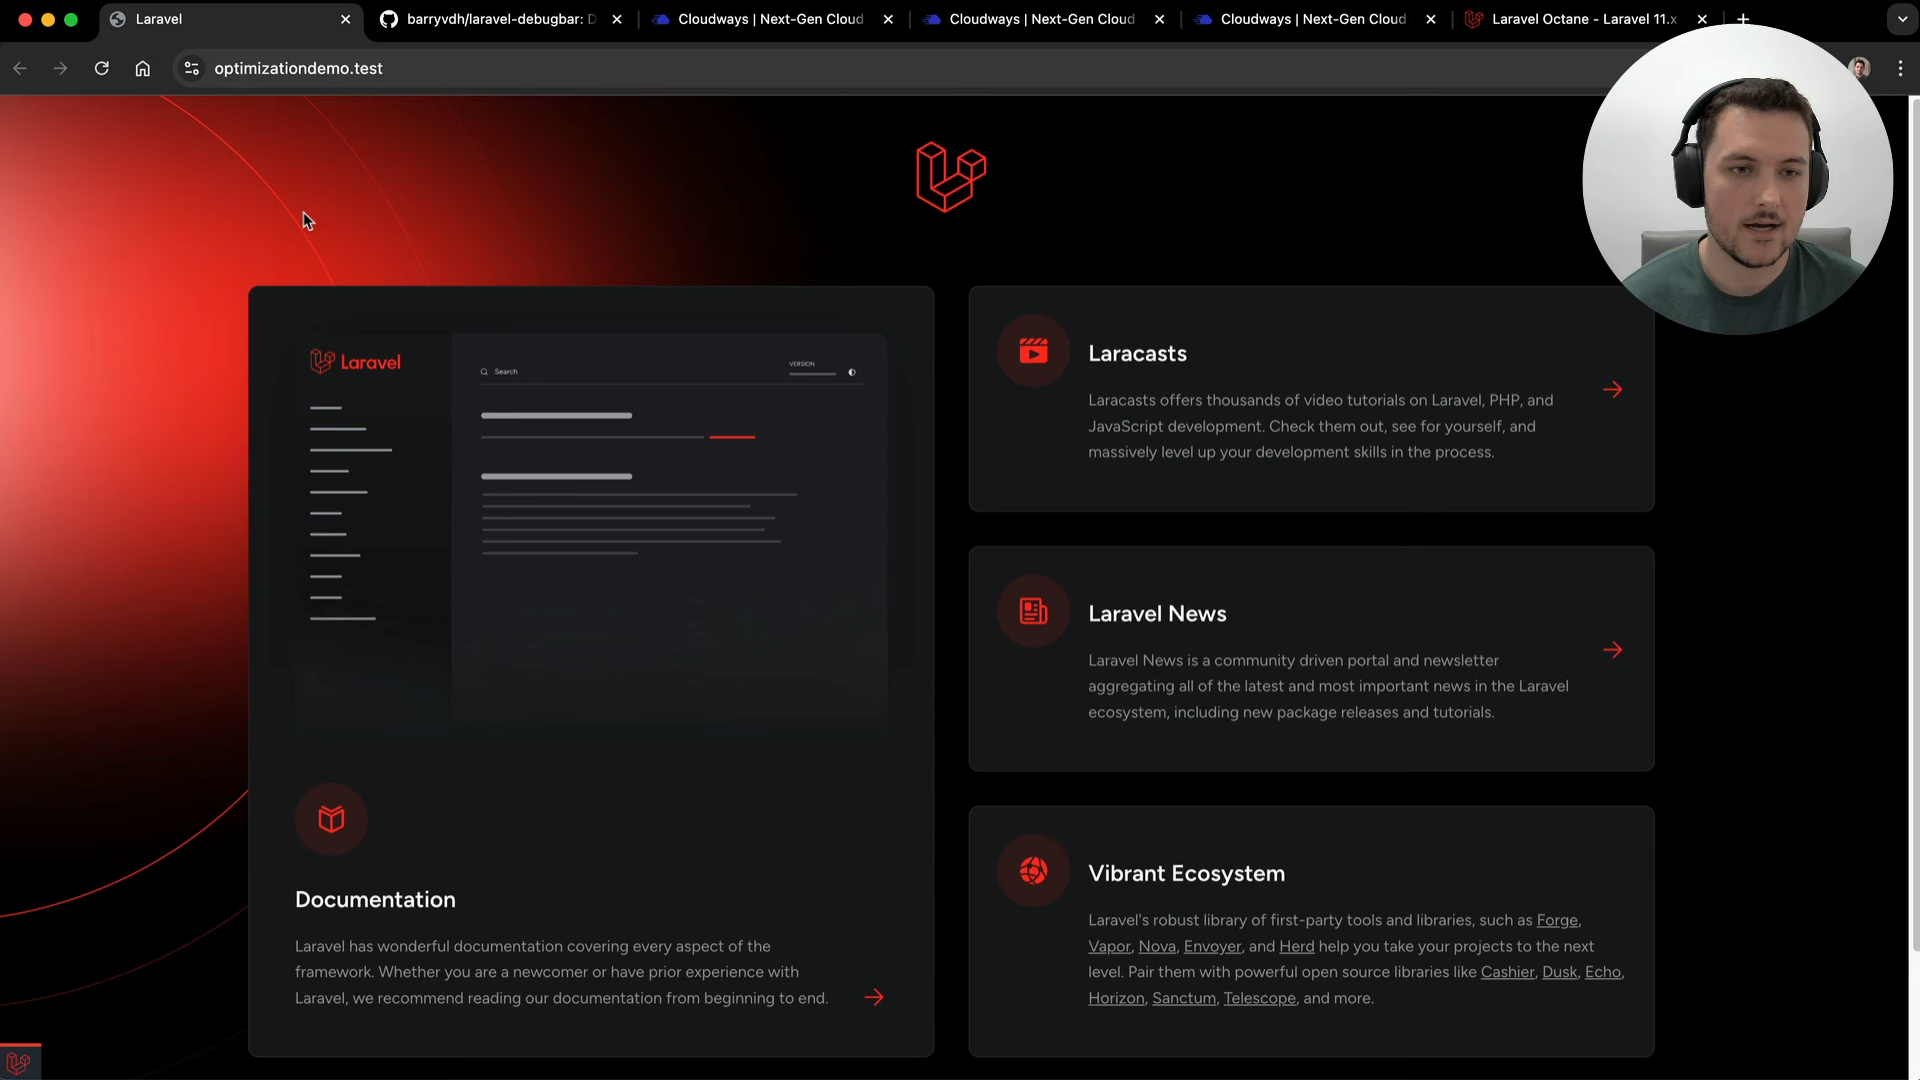 Laravel
barryvdh/laravel-debugbar: D
Cloudways | Next-Gen Cloud
Cloudways | Next-Gen Cloud
Cloudways | Next-Gen Cloud
Laravel Octane - Laravel 11.x
optimizationdemo.test
Laravel
Search
VERSION
Documentation
Laravel has wonderful documentation covering every aspect of the
framework. Whether you are a newcomer or have prior experience with
Laravel, we recommend reading our documentation from beginning to end.
Laracasts
Laracasts offers thousands of video tutorials on Laravel, PHP, and
JavaScript development. Check them out, see for yourself, and
massively level up your development skills in the process.
Laravel News
Laravel News is a community driven portal and newsletter
aggregating all of the latest and most important news in the Laravel
ecosystem, including new package releases and tutorials.
Vibrant Ecosystem
Laravel's robust library of first-party tools and libraries, such as Forge,
Vapor, Nova, Envoyer, and Herd help you take your projects to the next
level. Pair them with powerful open source libraries like Cashier, Dusk, Echo,
Horizon, Sanctum, Telescope, and more.